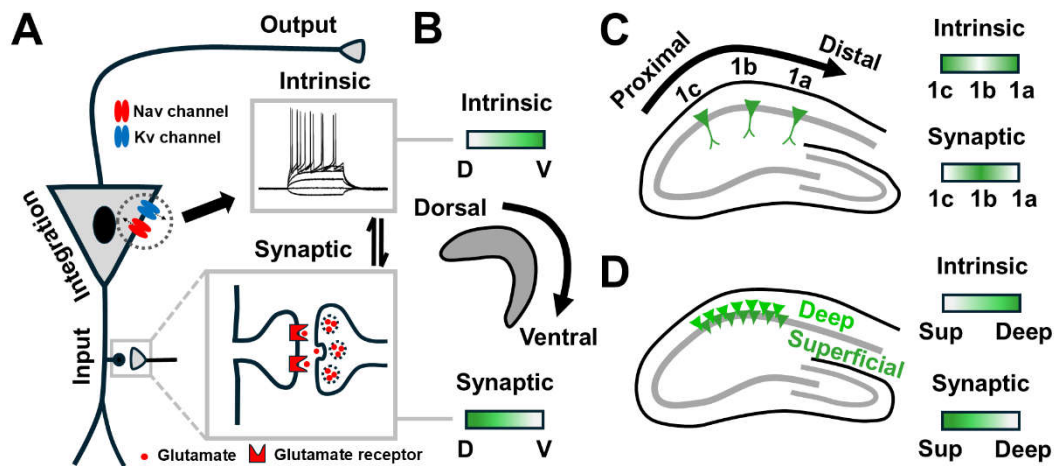 A
Output
Intrinsic
Nav channel
Kv channel
Integration
Synaptic
Input
Glutamate
Glutamate receptor
B
Intrinsic
D V
Dorsal
Ventral
Synaptic
D V
C
Proximal
Distal
1c
1b
1a
Intrinsic
1c 1b 1a
Synaptic
1c 1b 1a
D
Deep
Superficial
Intrinsic
Sup Deep
Synaptic
Sup Deep